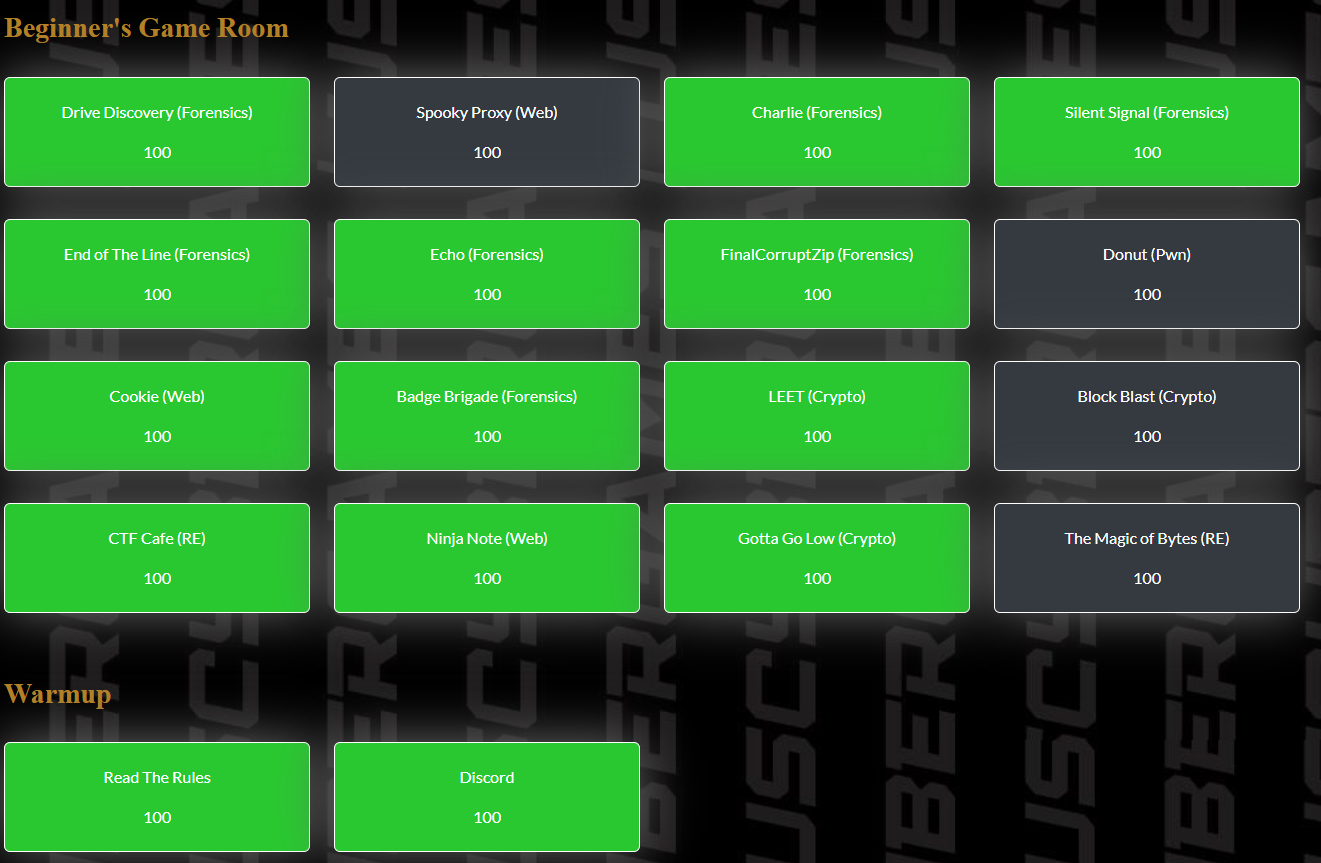 Beginner's Game Room
Drive Discovery (Forensics)
100
Spooky Proxy (Web)
100
Charlie (Forensics)
100
Silent Signal (Forensics)
100
End of The Line (Forensics)
100
Echo (Forensics)
100
FinalCorruptZip (Forensics)
100
Donut (Pwn)
100
Cookie (Web)
100
Badge Brigade (Forensics)
100
LEET (Crypto)
100
Block Blast (Crypto)
100
CTF Cafe (RE)
100
Ninja Note (Web)
100
Gotta Go Low (Crypto)
100
The Magic of Bytes (RE)
100
Warmup
Read The Rules
100
Discord
100